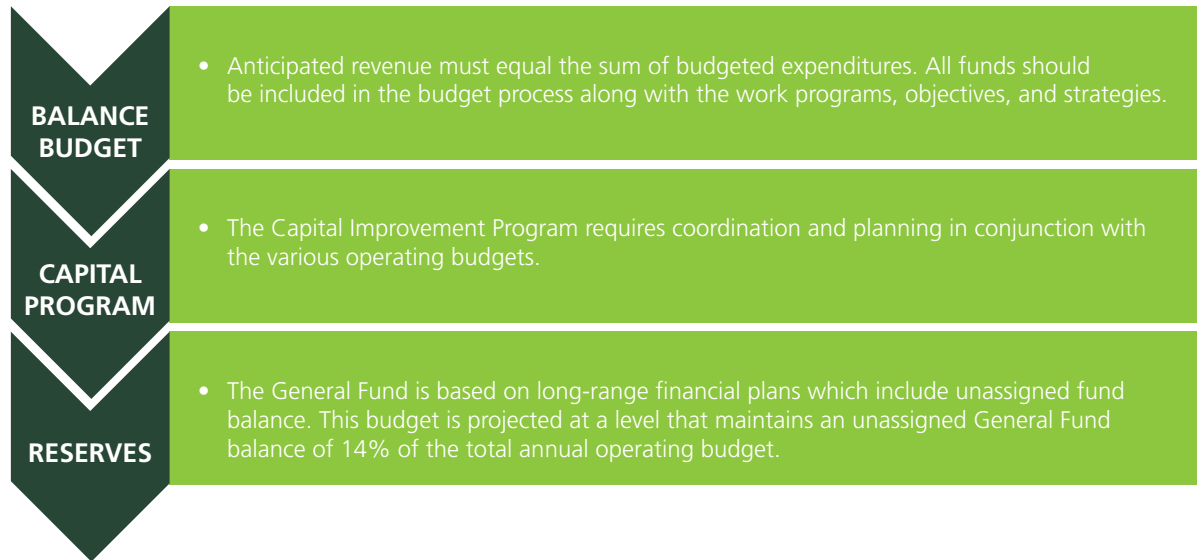 BALANCE
BUDGET
• Anticipated revenue must equal the sum of budgeted expenditures. All funds should
be included in the budget process along with the work programs, objectives, and strategies.
CAPITAL
PROGRAM
• The Capital Improvement Program requires coordination and planning in conjunction with
the various operating budgets.
RESERVES
• The General Fund is based on long-range financial plans which include unassigned fund
balance. This budget is projected at a level that maintains an unassigned General Fund
balance of 14% of the total annual operating budget.